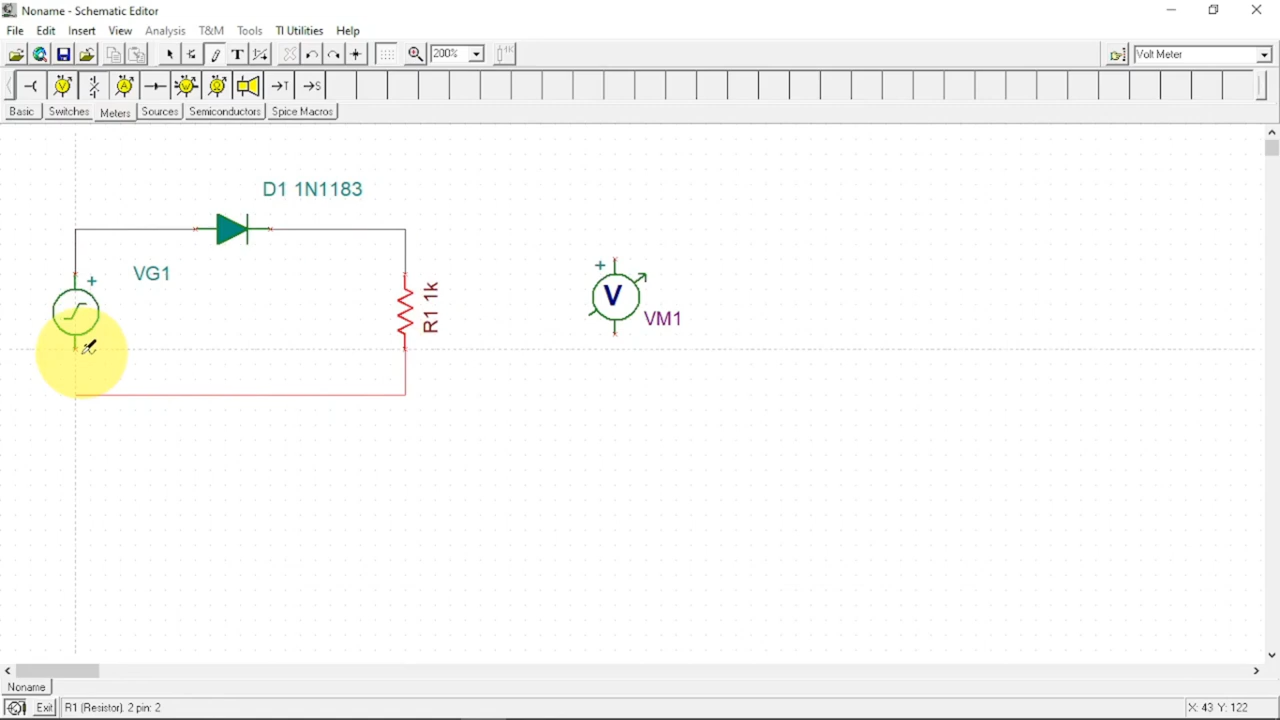 Noname - Schematic Editor
File Edit Insert View Analysis T&M Tools TI Utilities Help
T 200% 1K Volt Meter
V A W Ω →T →S
Basic Switches Meters Sources Semiconductors Spice Macros
D1 1N1183
VG1
+
R1 1k
+
V
VM1
Noname
Exit R1 (Resistor). 2 pin: 2 X: 43 Y: 122